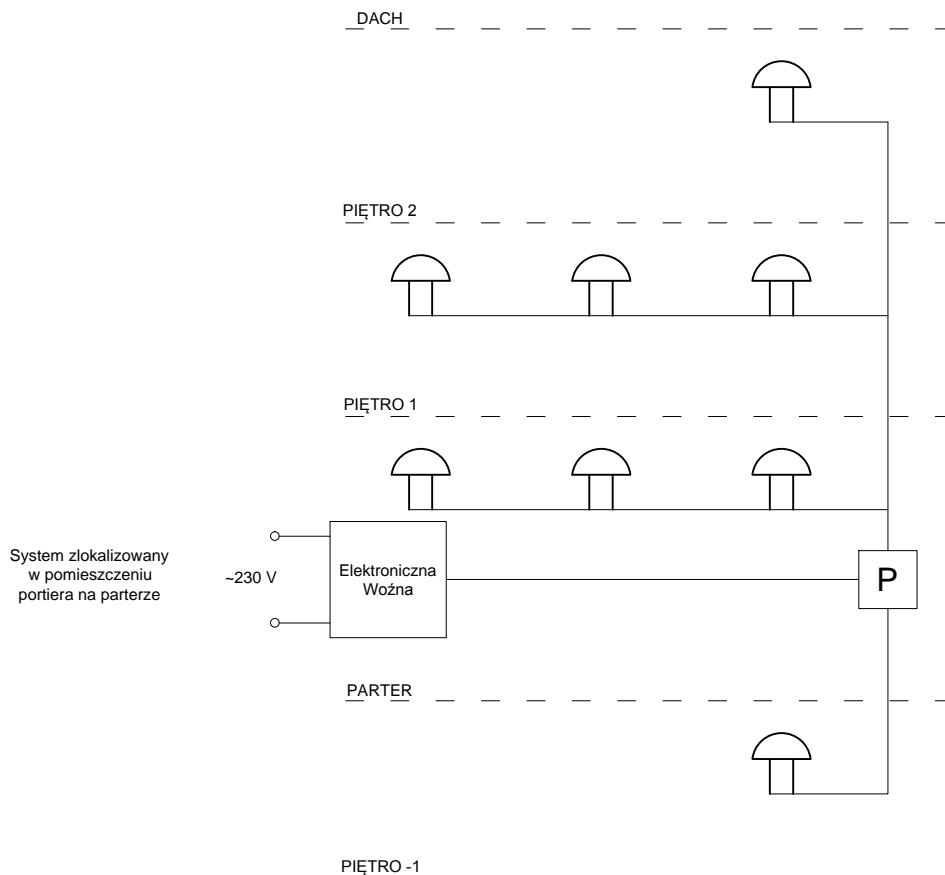 DACH
PIĘTRO 2
PIĘTRO 1
System zlokalizowany
w pomieszczeniu
portiera na parterze
~230 V
Elektroniczna
Woźna
P
PARTER
PIĘTRO -1